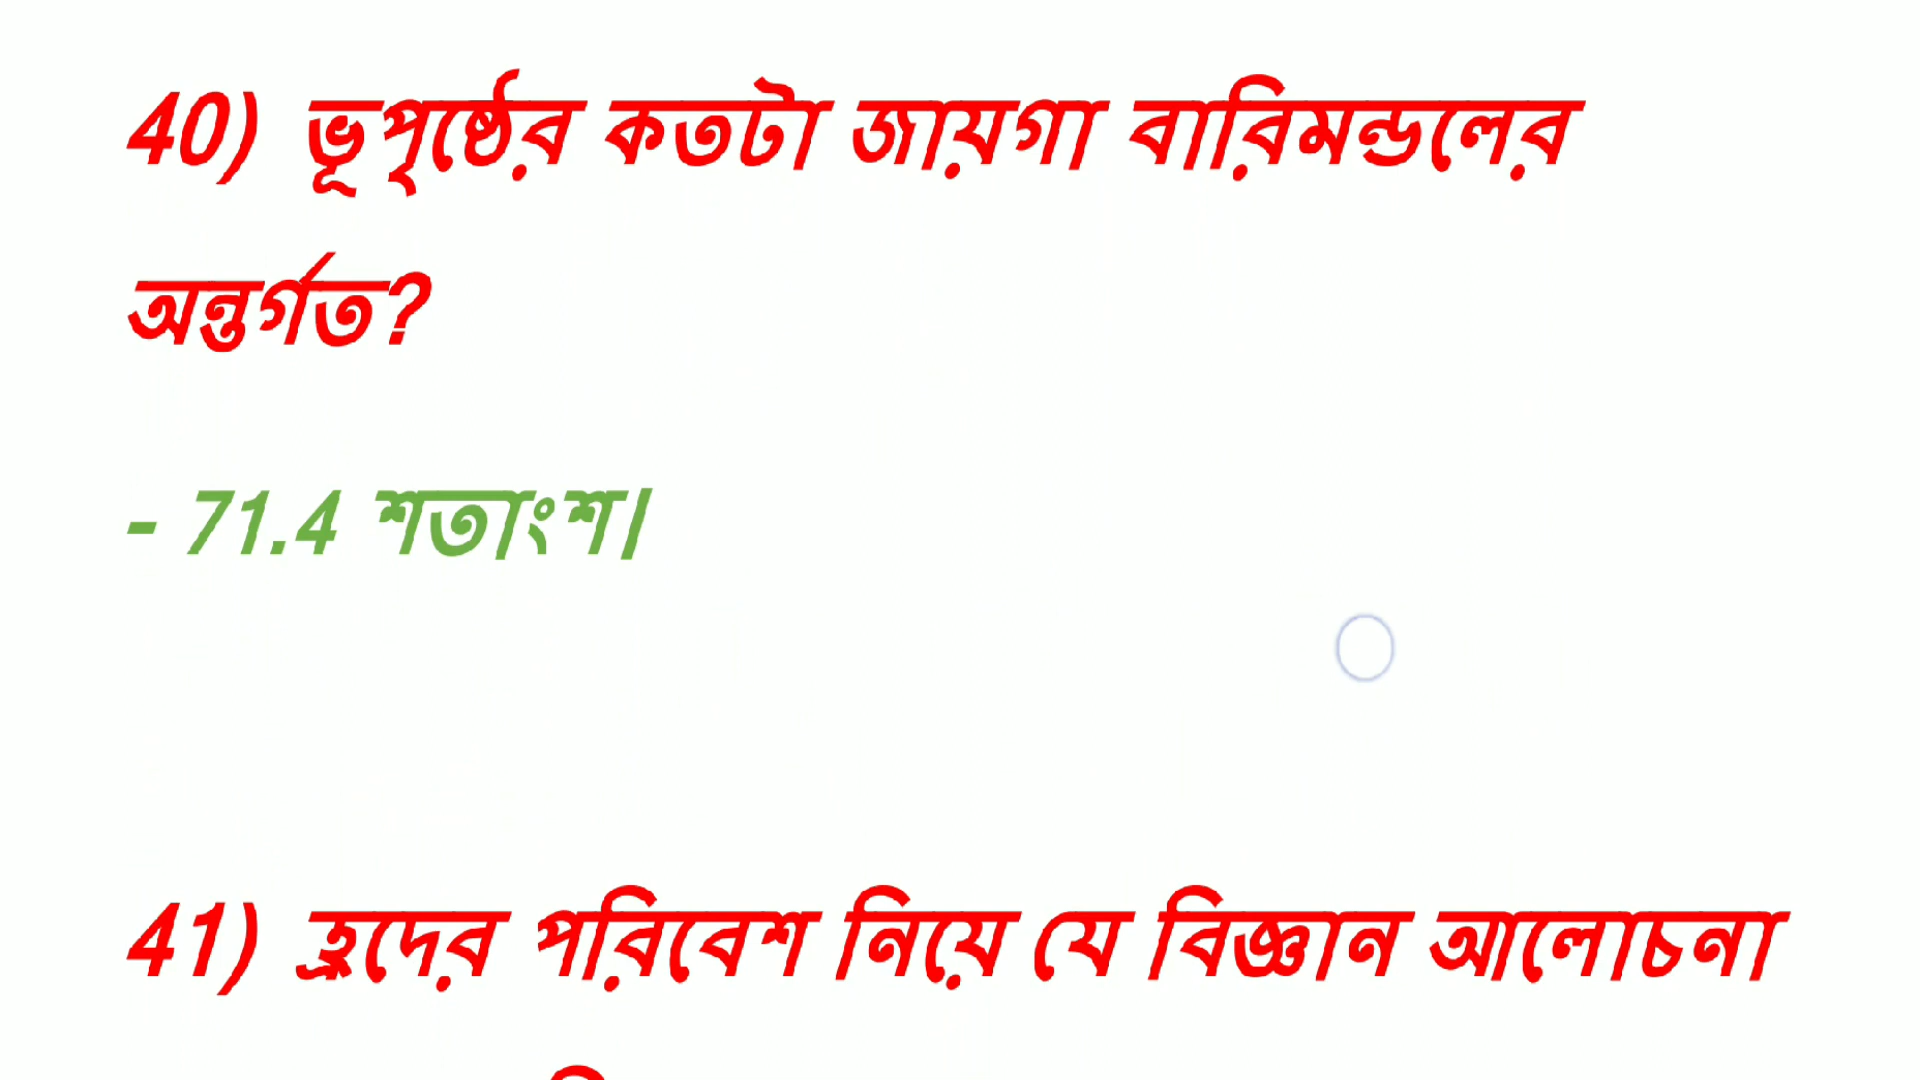 40) ভূপৃষ্ঠের কতটা জায়গা বারিমন্ডলের
অন্তর্গত?
- 71.4 শতাংশ।
41) হ্রদের পরিবেশ নিয়ে যে বিজ্ঞান আলোচনা